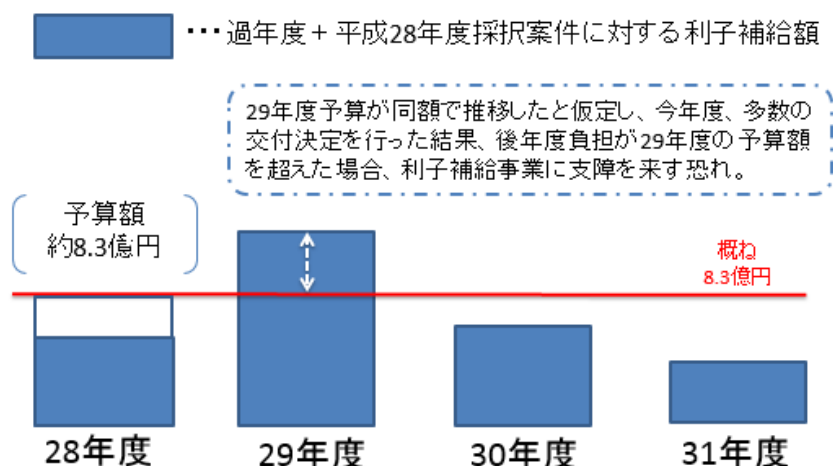 ・・・過年度＋平成28年度採択案件に対する利子補給額
29年度予算が同額で推移したと仮定し、今年度、多数の
交付決定を行った結果、後年度負担が29年度の予算額
を超えた場合、利子補給事業に支障を来す恐れ。
予算額
約8.3億円
概ね
8.3億円
28年度
29年度
30年度
31年度